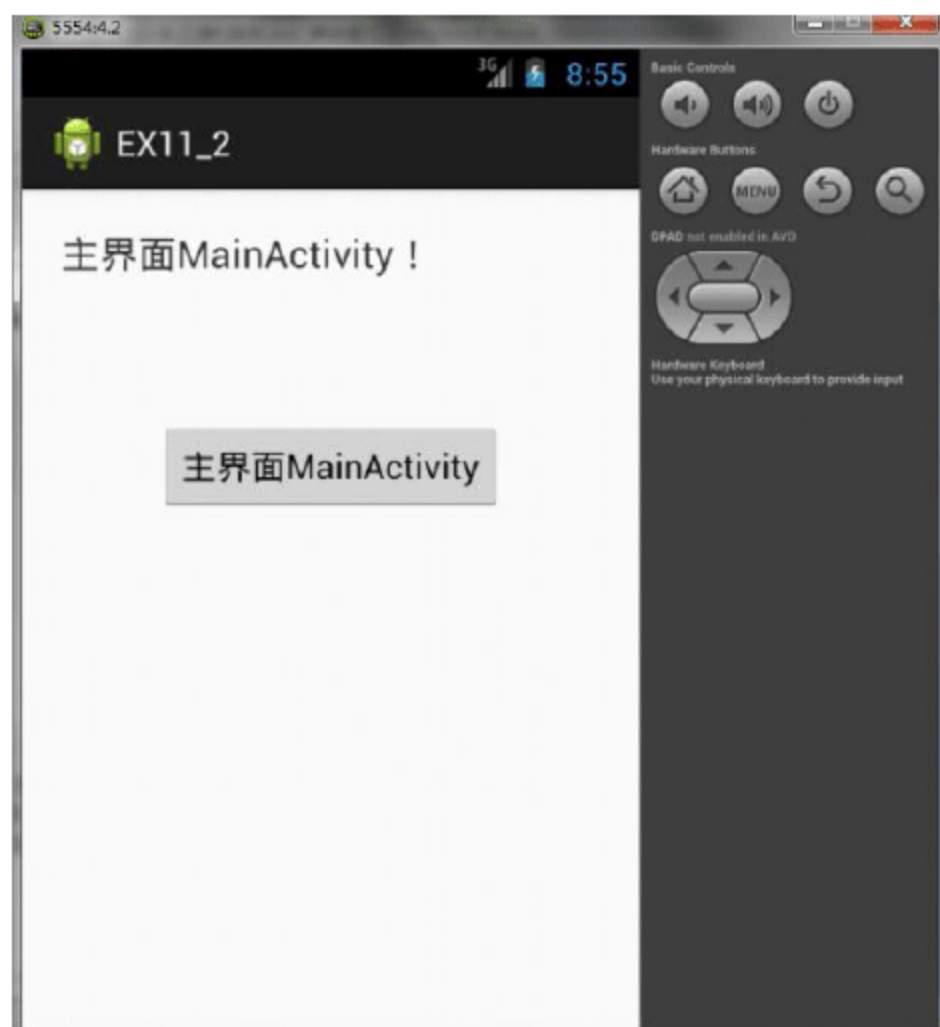 5554:4.2
3G 8:55
EX11_2
主界面MainActivity！
主界面MainActivity
Basic Controls
Hardware Buttons
MENU
DPAD not enabled in AVD
Hardware Keyboard
Use your physical keyboard to provide input